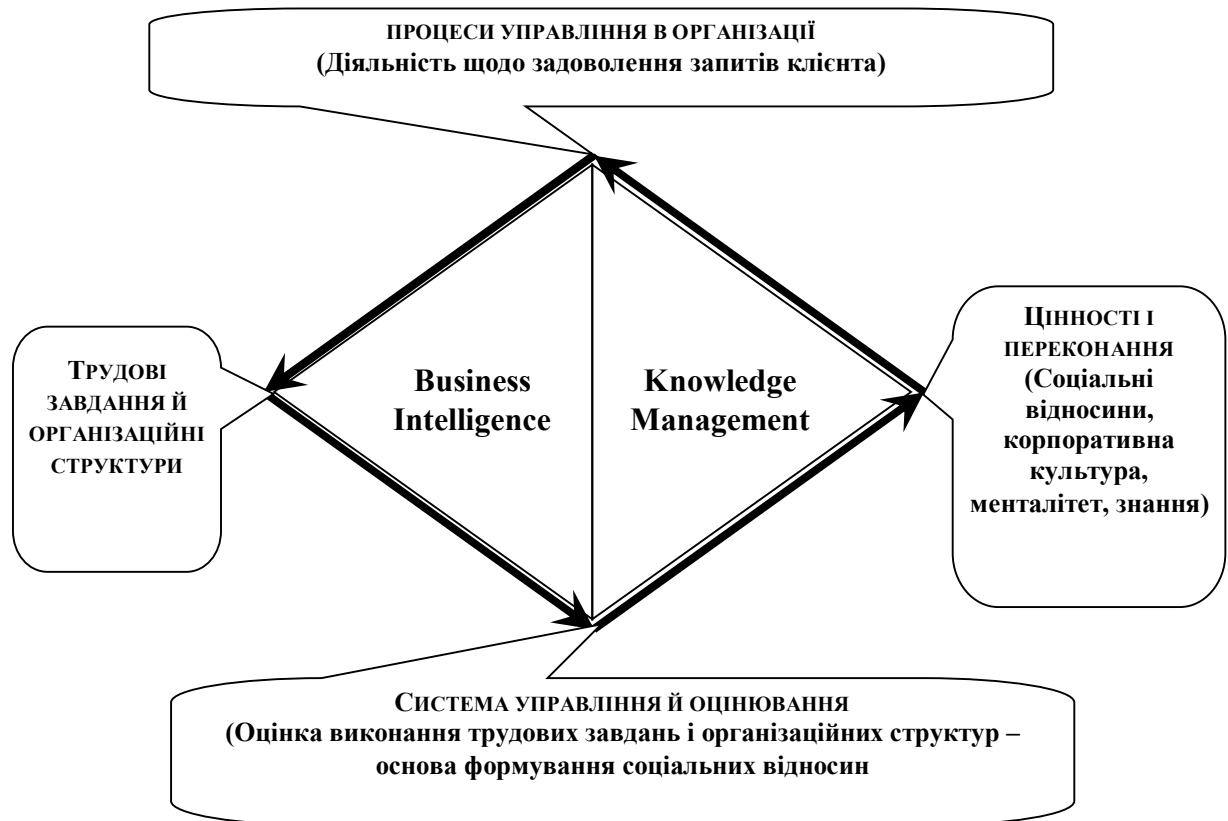 ПРОЦЕСИ УПРАВЛІННЯ В ОРГАНІЗАЦІЇ
(Діяльність щодо задоволення запитів клієнта)
ТРУДОВІ
ЗАВДАННЯ Й
ОРГАНІЗАЦІЙНІ
СТРУКТУРИ
Business
Intelligence
Knowledge
Management
ЦІННОСТІ І
ПЕРЕКОНАННЯ
(Соціальні
відносини,
корпоративна
культура,
менталітет, знання)
СИСТЕМА УПРАВЛІННЯ Й ОЦІНЮВАННЯ
(Оцінка виконання трудових завдань і організаційних структур –
основа формування соціальних відносин